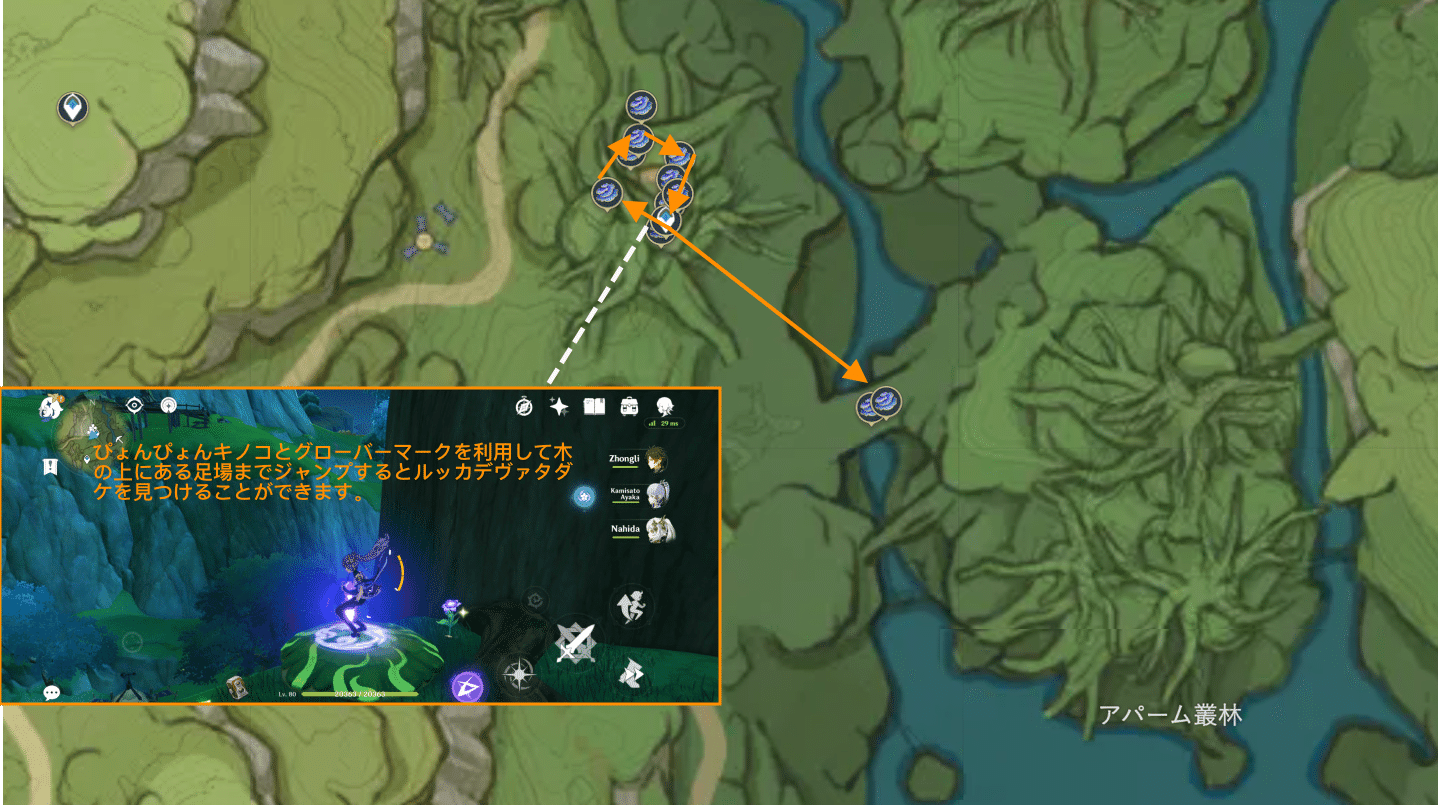 29 ms
ぴょんぴょんキノコとグローバーマークを利用して木
の上にある足場までジャンプするとルッカデヴァタダ
ケを見つけることができます。
Zhongli
Kamisato
Ayaka
Nahida
Lv. 80
20363 / 20363
アパーム叢林